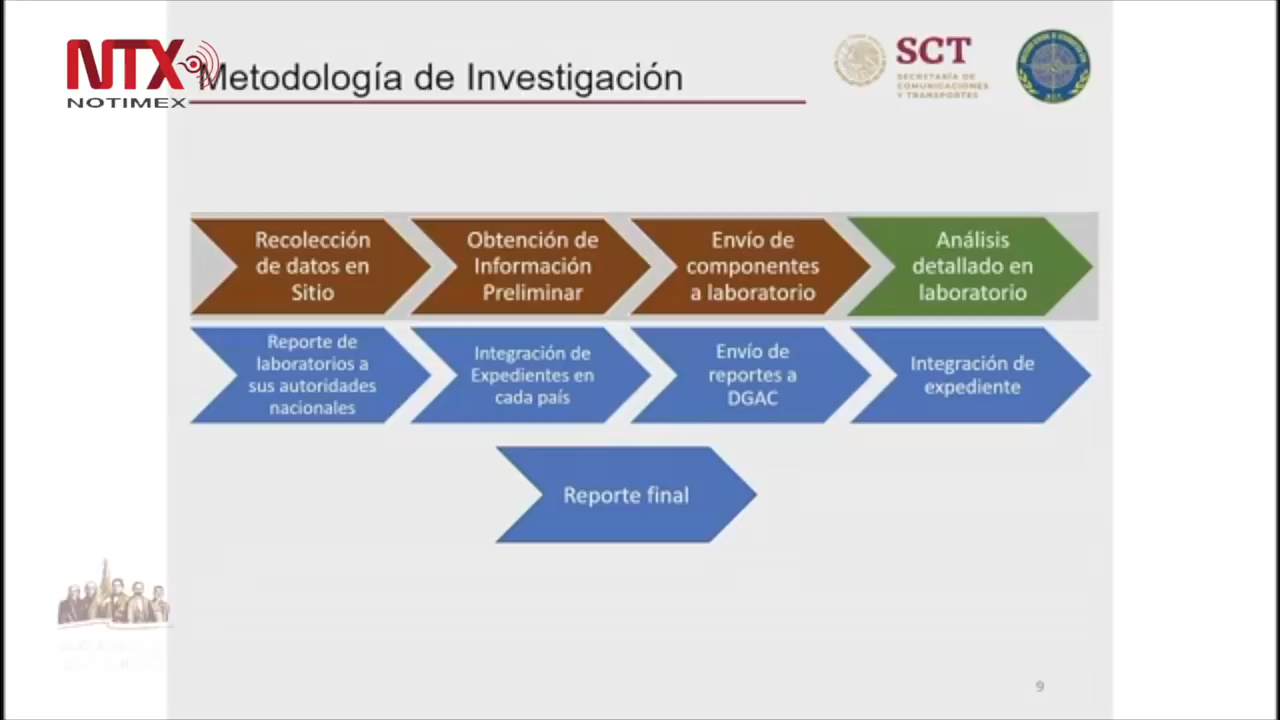 NTX
NOTIMEX
Metodología de Investigación
SCT
SECRETARÍA DE
COMUNICACIONES
Y TRANSPORTES
Recolección
de datos en
Sitio
Obtención de
Información
Preliminar
Envío de
componentes
a laboratorio
Análisis
detallado en
laboratorio
Reporte de
laboratorios a
sus autoridades
nacionales
Integración de
Expedientes en
cada país
Envío de
reportes a
DGAC
Integración de
expediente
Reporte final
9